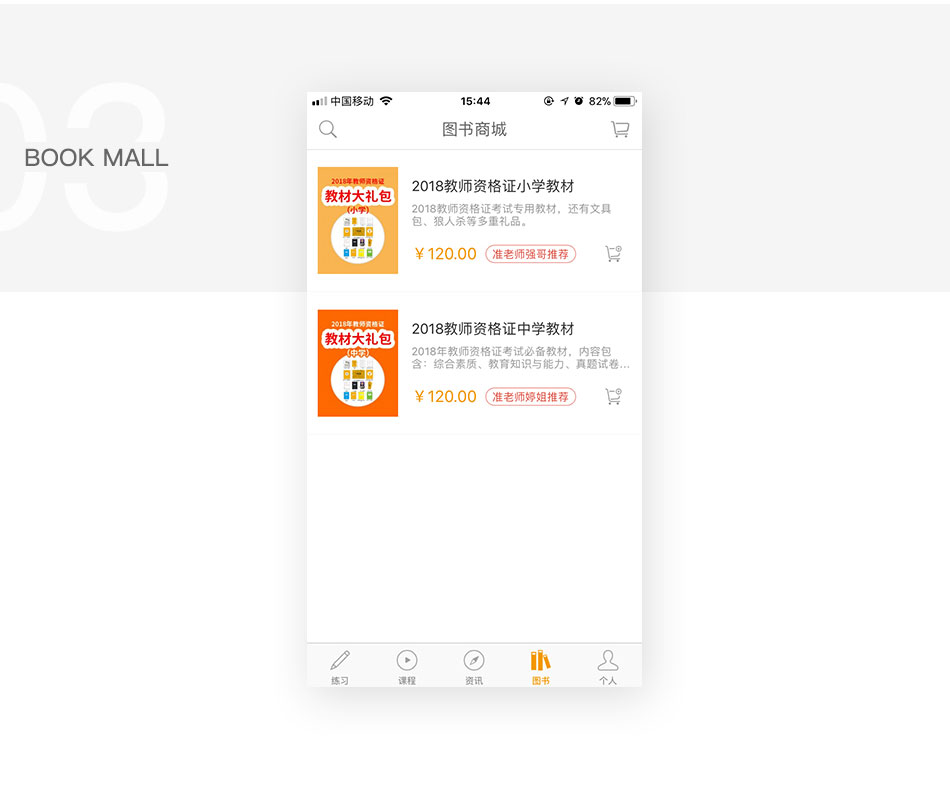 03
BOOK MALL
中国移动
15:44
82%
图书商城
2018年教师资格证
教材大礼包
(小学)
2018教师资格证小学教材
2018教师资格证考试专用教材，还有文具
包、狼人杀等多重礼品。
￥120.00
准老师强哥推荐
2018年教师资格证
教材大礼包
(中学)
2018教师资格证中学教材
2018年教师资格证考试必备教材，内容包
含：综合素质、教育知识与能力、真题试卷...
￥120.00
准老师婷姐推荐
练习
课程
资讯
图书
个人